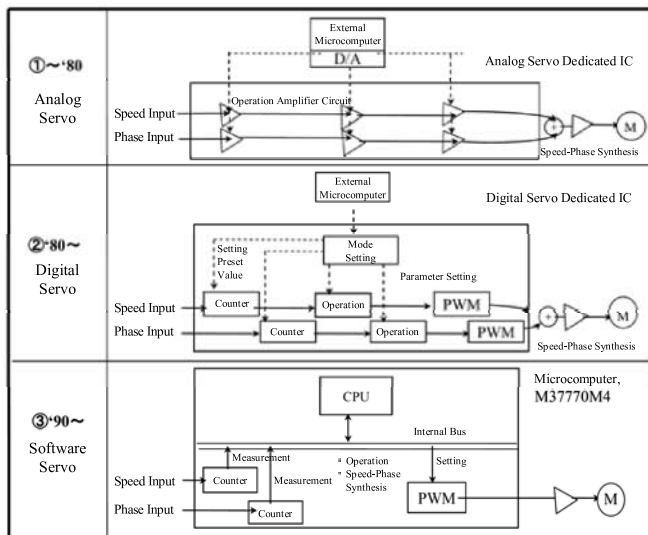 External
Microcomputer
D/A
①~‘80
Analog
Servo
Analog Servo Dedicated IC
Operation Amplifier Circuit
Speed Input
Phase Input
+
M
Speed-Phase Synthesis
External
Microcomputer
Digital Servo Dedicated IC
②‘80~
Digital
Servo
Setting
Preset
Value
Mode
Setting
Parameter Setting
Speed Input
Counter
Operation
PWM
Phase Input
Counter
Operation
PWM
+
M
Speed-Phase Synthesis
③‘90~
Software
Servo
CPU
Microcomputer,
M37770M4
Internal Bus
Measurement
Measurement
" Operation
" Speed-Phase
Synthesis
Setting
Speed Input
Counter
PWM
M
Phase Input
Counter